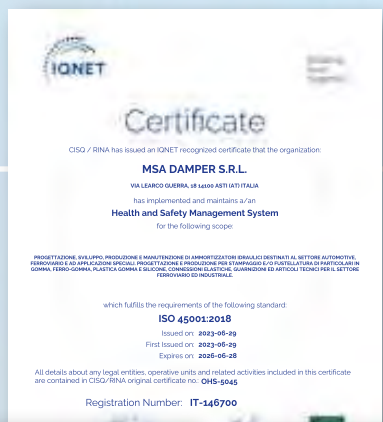 IQNET
Certificate
CISQ / RINA has issued an IQNET recognized certificate that the organization:
MSA DAMPER S.R.L.
VIA LEARCO GUERRA, 18 14100 ASTI (AT) ITALIA
has implemented and maintains a/an
Health and Safety Management System
for the following scope:
PROGETTAZIONE, SVILUPPO, PRODUZIONE E MANUTENZIONE DI AMMORTIZZATORI IDRAULICI DESTINATI AL SETTORE AUTOMOTIVE,
FERROVIARIO E AD APPLICAZIONI SPECIALI. PROGETTAZIONE E PRODUZIONE PER STAMPAGGIO E/O FUSTELLATURA DI PARTICOLARI IN
GOMMA, FERRO-GOMMA, PLASTICA GOMMA E SILICONE, CONNESSIONI ELASTICHE, GUARNIZIONI ED ARTICOLI TECNICI PER IL SETTORE
FERROVIARIO ED INDUSTRIALE.
which fulfills the requirements of the following standard:
ISO 45001:2018
Issued on: 2023-06-29
First Issued on: 2023-06-29
Expires on: 2026-06-28
All details about any legal entities, operative units and related activities included in this certificate
are contained in CISQ/RINA original certificate no.: OHS-5045
Registration Number: IT-146700